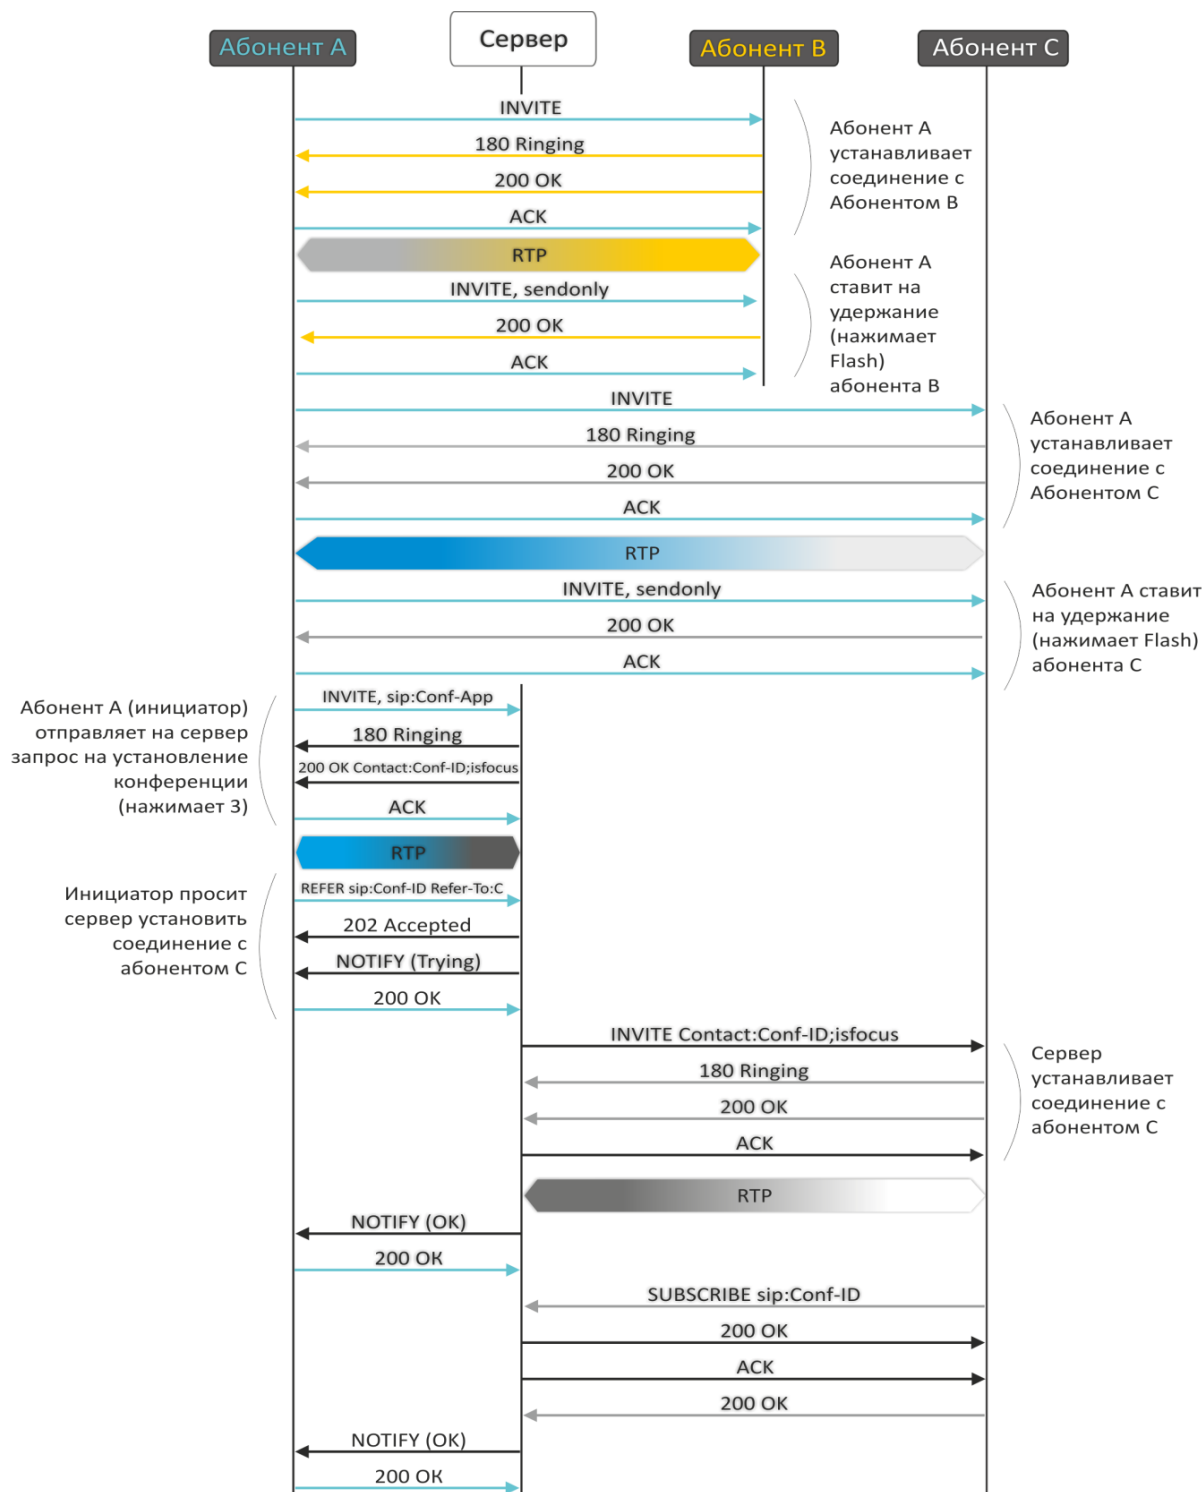 Абонент А
Сервер
Абонент В
Абонент С
INVITE
180 Ringing
200 OK
ACK
Абонент А
устанавливает
соединение с
Абонентом В
RTP
INVITE, sendonly
200 OK
ACK
Абонент А
ставит на
удержание
(нажимает
Flash)
абонента В
INVITE
180 Ringing
200 OK
ACK
Абонент А
устанавливает
соединение с
Абонентом С
RTP
INVITE, sendonly
200 OK
ACK
Абонент А ставит
на удержание
(нажимает Flash)
абонента С
Абонент А (инициатор)
отправляет на сервер
запрос на установление
конференции
(нажимает 3)
INVITE, sip:Conf-App
180 Ringing
200 OK Contact:Conf-ID;isfocus
ACK
RTP
Инициатор просит
сервер установить
соединение с
абонентом С
REFER sip:Conf-ID Refer-To:C
202 Accepted
NOTIFY (Trying)
200 OK
INVITE Contact:Conf-ID;isfocus
180 Ringing
200 OK
ACK
Сервер
устанавливает
соединение с
абонентом С
RTP
NOTIFY (OK)
200 OK
SUBSCRIBE sip:Conf-ID
200 OK
ACK
200 OK
NOTIFY (OK)
200 OK